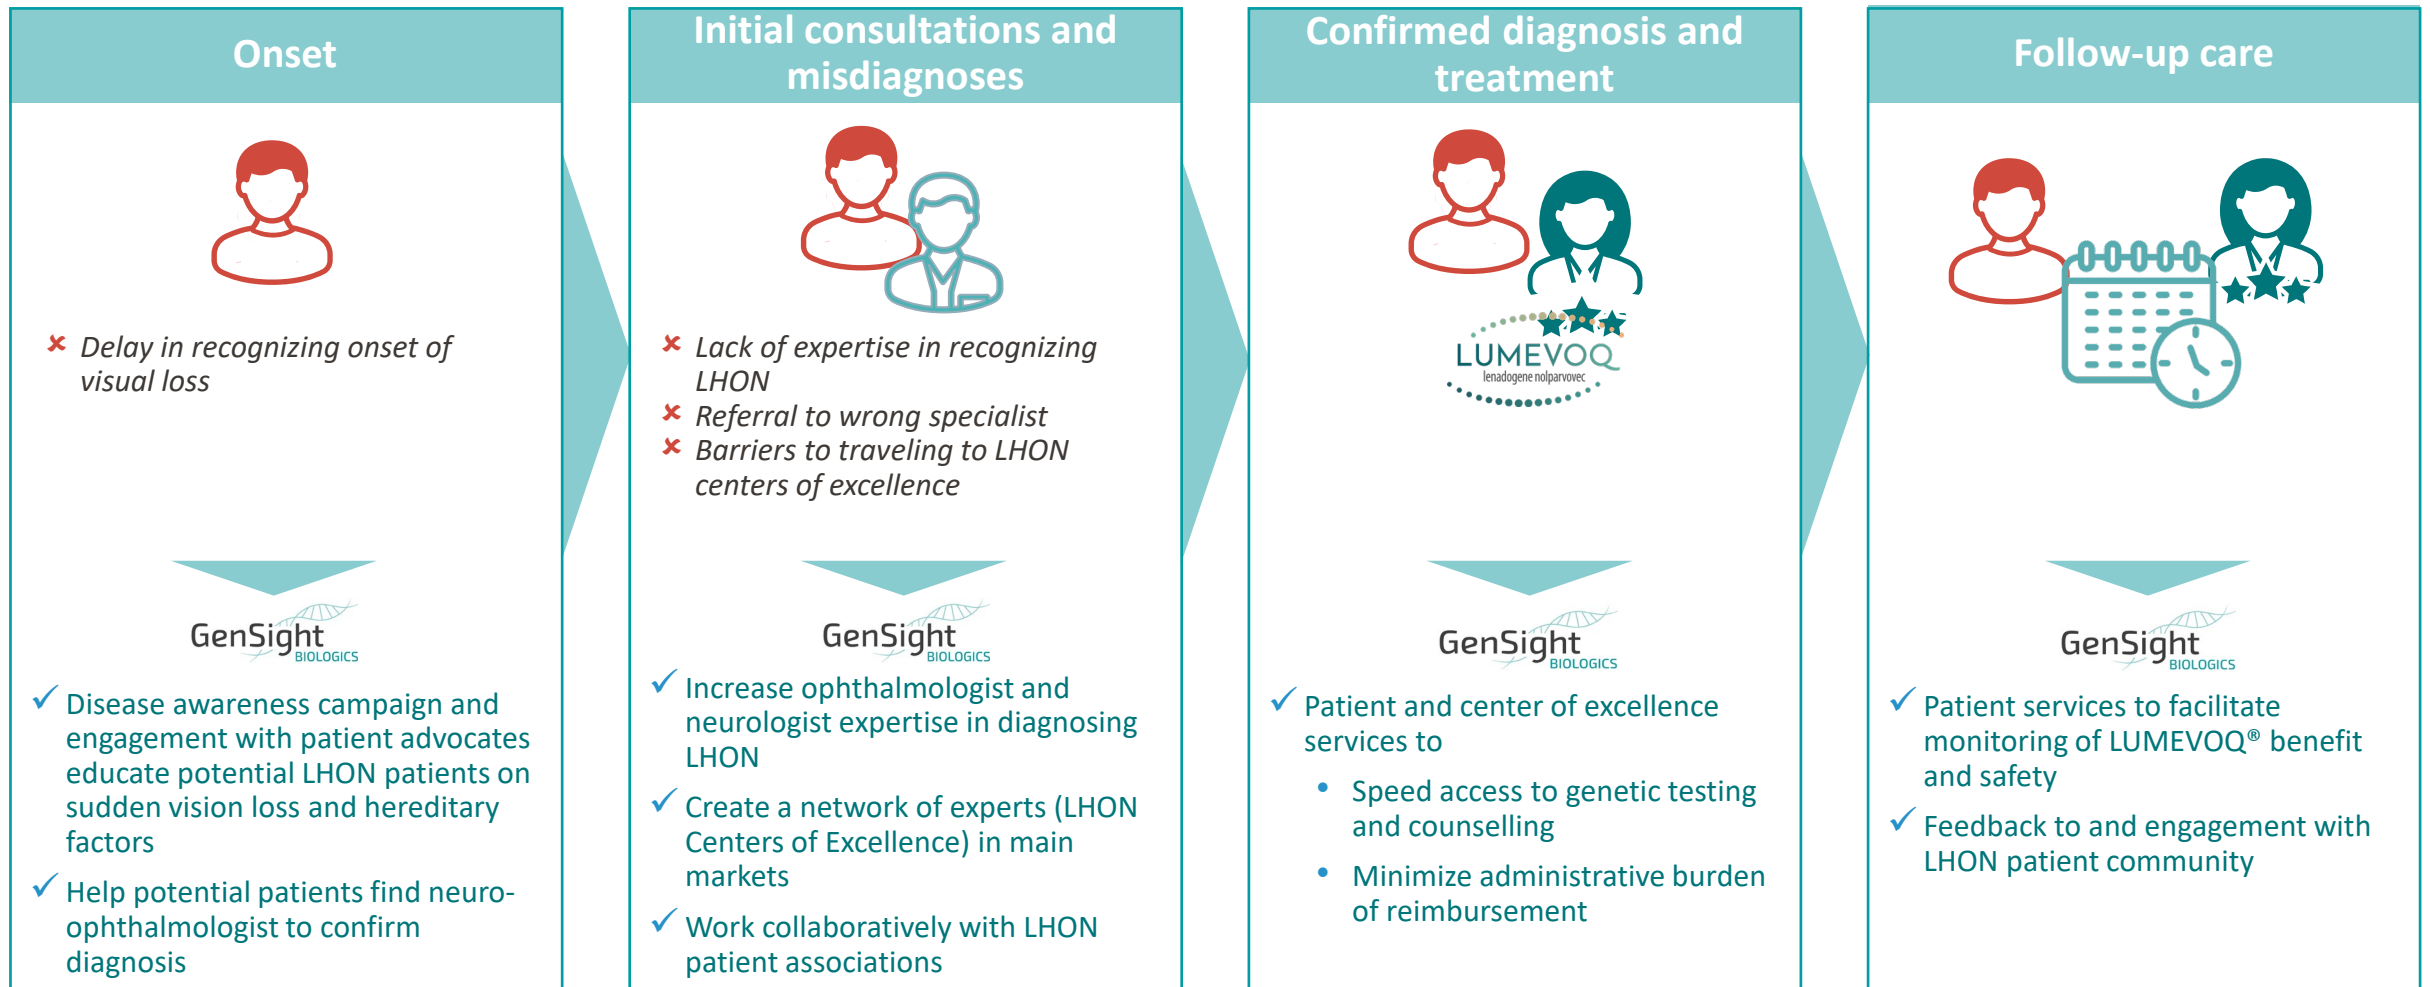 Onset
Delay in recognizing onset of
visual loss
GenSight
BIOLOGICS
Disease awareness campaign and
engagement with patient advocates
educate potential LHON patients on
sudden vision loss and hereditary
factors
Help potential patients find neuro-
ophthalmologist to confirm
diagnosis
Initial consultations and
misdiagnoses
Lack of expertise in recognizing
LHON
Referral to wrong specialist
Barriers to traveling to LHON
centers of excellence
GenSight
BIOLOGICS
Increase ophthalmologist and
neurologist expertise in diagnosing
LHON
Create a network of experts (LHON
Centers of Excellence) in main
markets
Work collaboratively with LHON
patient associations
Confirmed diagnosis and
treatment
LUMEVOQ
lenadogene nolparvovec
GenSight
BIOLOGICS
Patient and center of excellence
services to
• Speed access to genetic testing
and counselling
• Minimize administrative burden
of reimbursement
Follow-up care
GenSight
BIOLOGICS
Patient services to facilitate
monitoring of LUMEVOQ® benefit
and safety
Feedback to and engagement with
LHON patient community